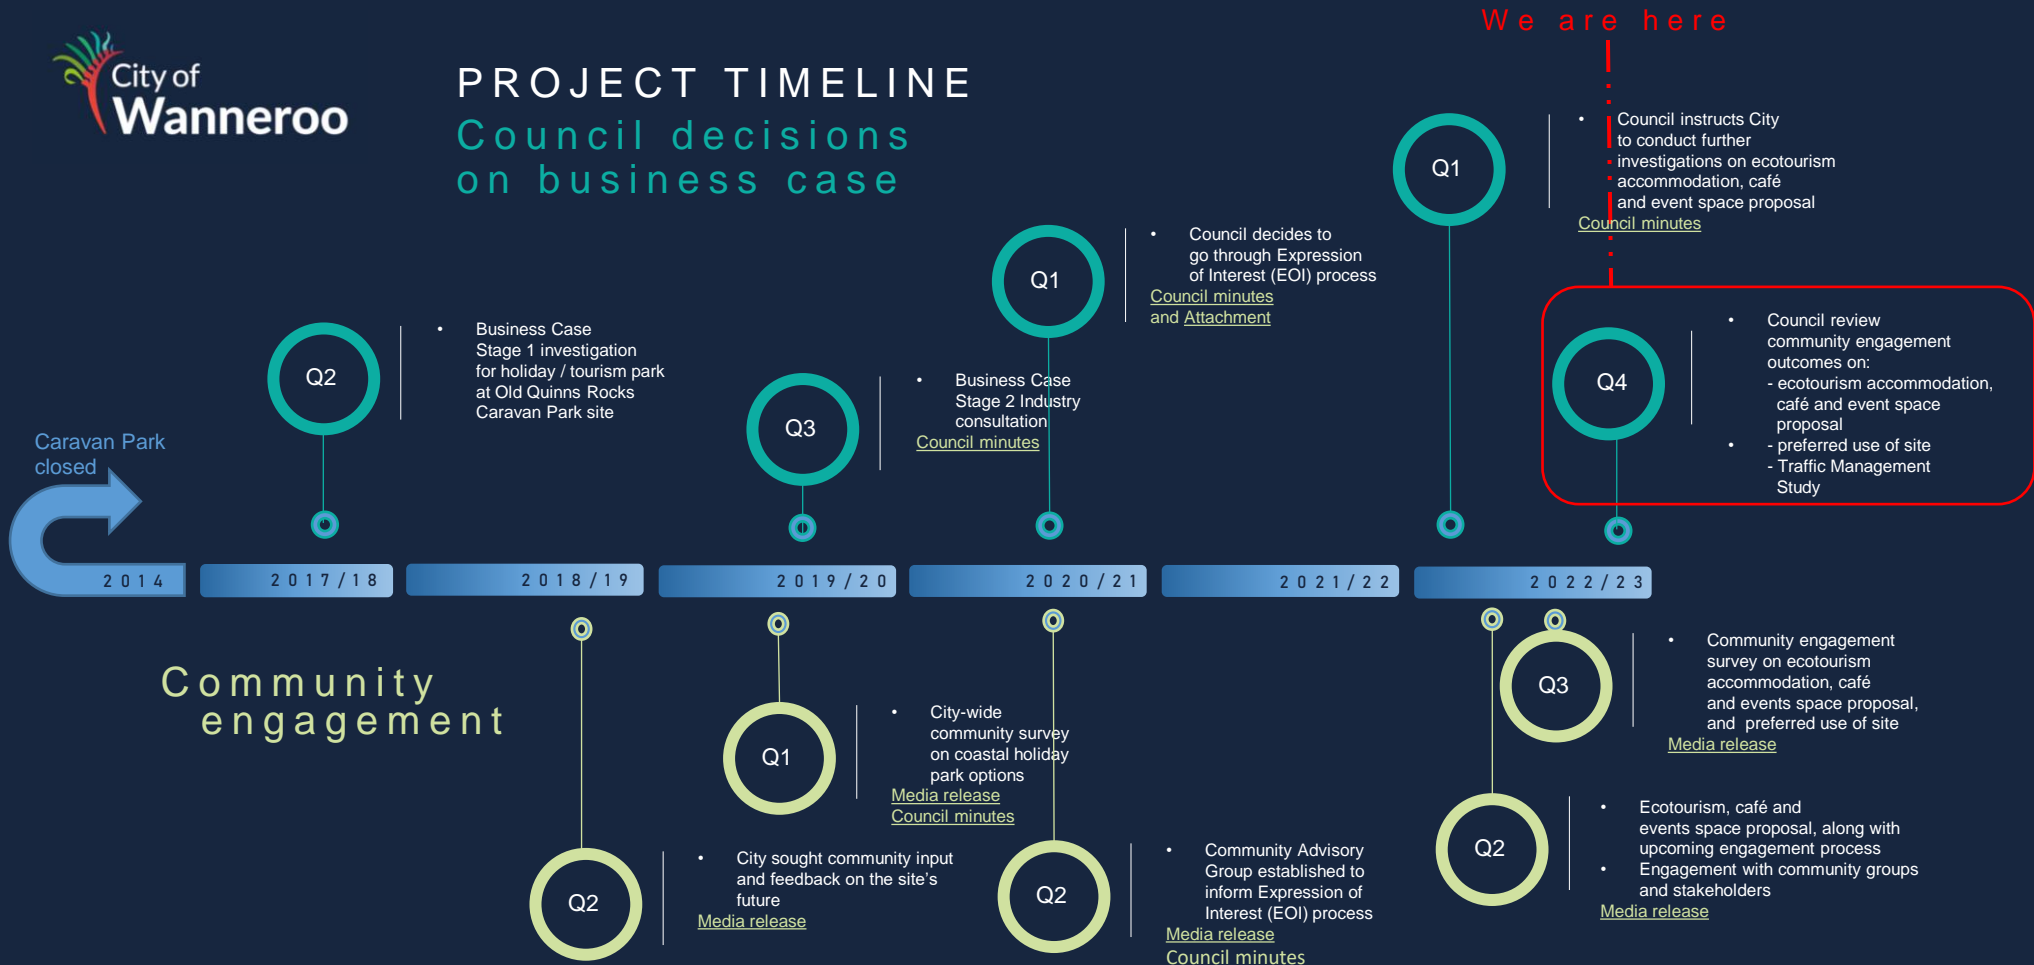 We are here
City of
Wanneroo
PROJECT TIMELINE
Council decisions
on business case
Q2
• Business Case
Stage 1 investigation
for holiday / tourism park
at Old Quinns Rocks
Caravan Park site
Q3
• Business Case
Stage 2 Industry
consultation
Council minutes
Q1
• Council decides to
go through Expression
of Interest (EOI) process
Council minutes
and Attachment
Q1
• Council instructs City
to conduct further
investigations on ecotourism
accommodation, café
and event space proposal
Council minutes
Q4
• Council review
community engagement
outcomes on:
- ecotourism accommodation,
café and event space
proposal
• - preferred use of site
- Traffic Management
Study
Caravan Park
closed
2014
2017/18
2018/19
2019/20
2020/21
2021/22
2022/23
Community
engagement
Q2
• City sought community input
and feedback on the site's
future
Media release
Q1
• City-wide
community survey
on coastal holiday
park options
Media release
Council minutes
Q2
• Community Advisory
Group established to
inform Expression of
Interest (EOI) process
Media release
Council minutes
Q3
• Community engagement
survey on ecotourism
accommodation, café
and events space proposal,
and preferred use of site
Media release
Q2
• Ecotourism, café and
events space proposal, along with
upcoming engagement process
• Engagement with community groups
and stakeholders
Media release